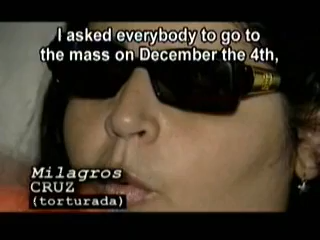 I asked everybody to go to
the mass on December the 4th,
Milagros
CRUZ
(torturada)